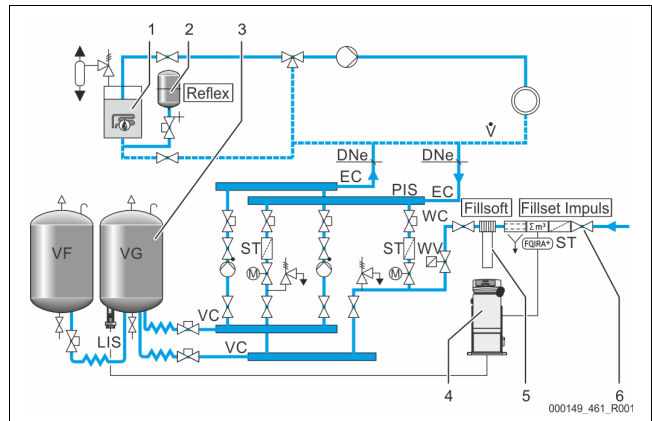 1
2
3
Reflex
V̇
DNe
DNe
EC
PIS
EC
WC
Fillsoft
Fillset Impuls
Σm³
FQIRA+
ST
VF
VG
ST
ST
WV
M
M
VC
LIS
VC
4
5
6
000149_461_R001